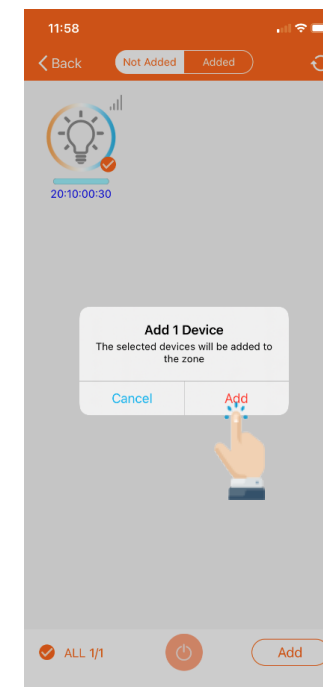 11:58
Back
Not Added
Added
20:10:00:30
Add 1 Device
The selected devices will be added to
the zone
Cancel
Add
ALL 1/1
Add